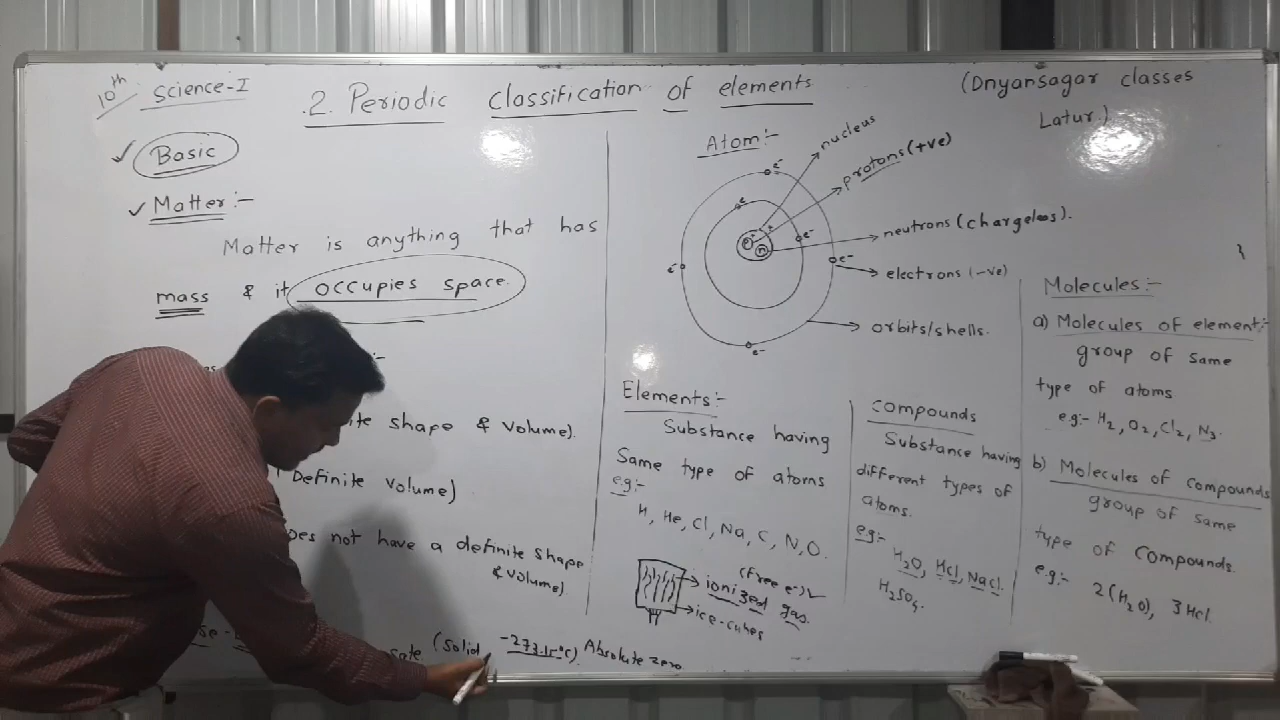 10th Science-I
2. Periodic classification of elements
(Dnyansagar classes
Latur.)
Basic
Matter:-
Matter is anything that has
mass & it occupies space.
shape & volume).
Definite volume)
not have a definite shape
& volume).
(Solid -273.15°C) Absolute zero
Atom:-
nucleus
protons (+ve)
neutrons (chargeless).
electrons (-ve)
orbits/shells.
e-
e
e-
e-
e-
e-
n
Elements:-
Substance having
Same type of atoms
e.g:-
H, He, Cl, Na, C, N, O.
(free e-)
ionized gas.
ice-cubes
compounds
Substance having
different types of
atoms.
e.g:-
H2O, HCl, NaCl.
H2SO4.
Molecules:-
a) Molecules of element:-
group of same
type of atoms
e.g:- H2, O2, Cl2, N3.
b) Molecules of compounds
group of same
type of compounds.
e.g:- 2(H2O), 3HCl.